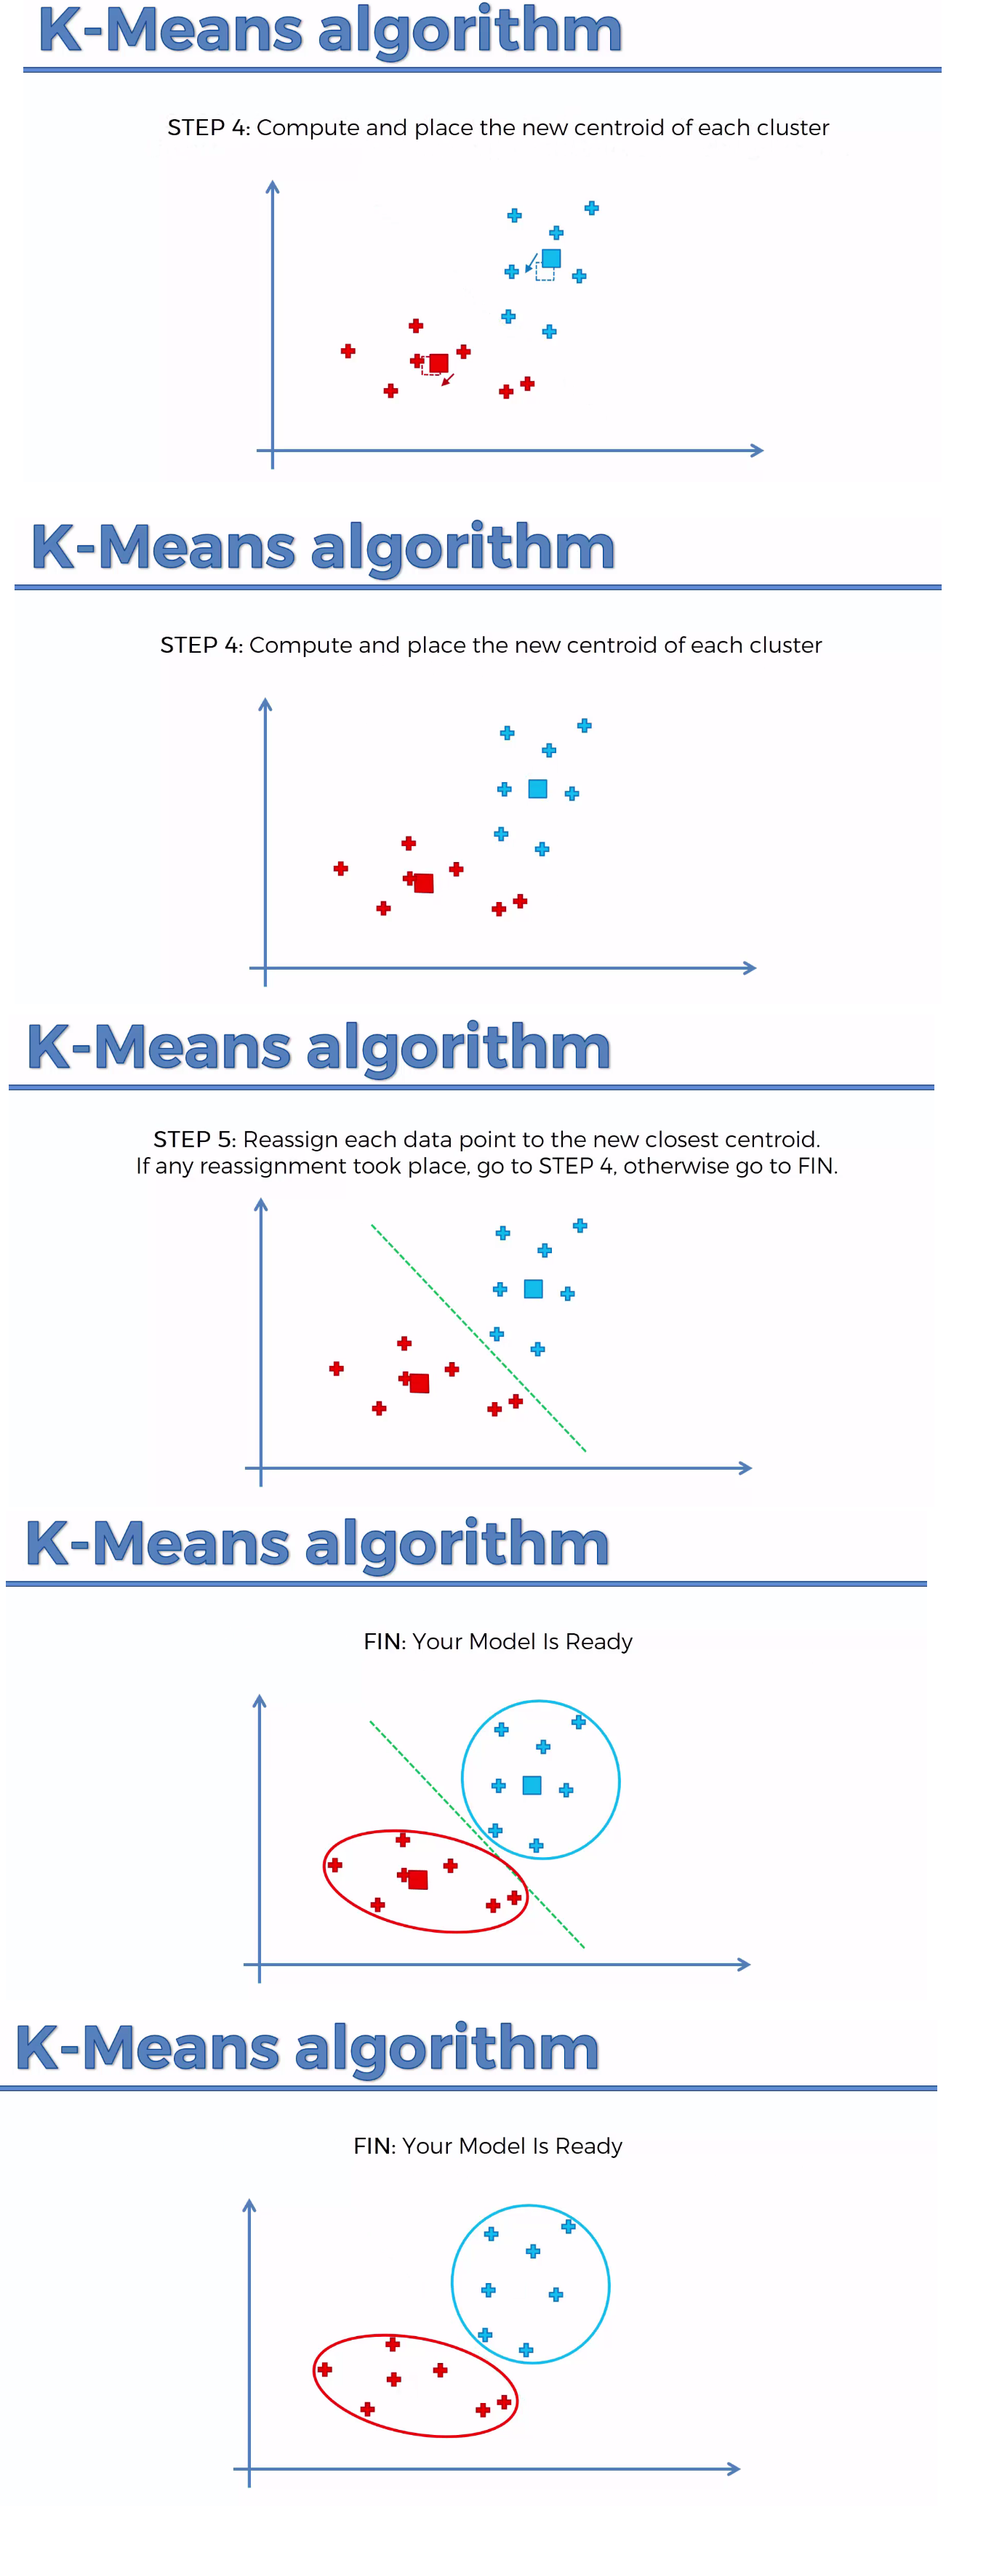 K-Means algorithm
STEP 4: Compute and place the new centroid of each cluster
K-Means algorithm
STEP 4: Compute and place the new centroid of each cluster
K-Means algorithm
STEP 5: Reassign each data point to the new closest centroid.
If any reassignment took place, go to STEP 4, otherwise go to FIN.
K-Means algorithm
FIN: Your Model Is Ready
K-Means algorithm
FIN: Your Model Is Ready